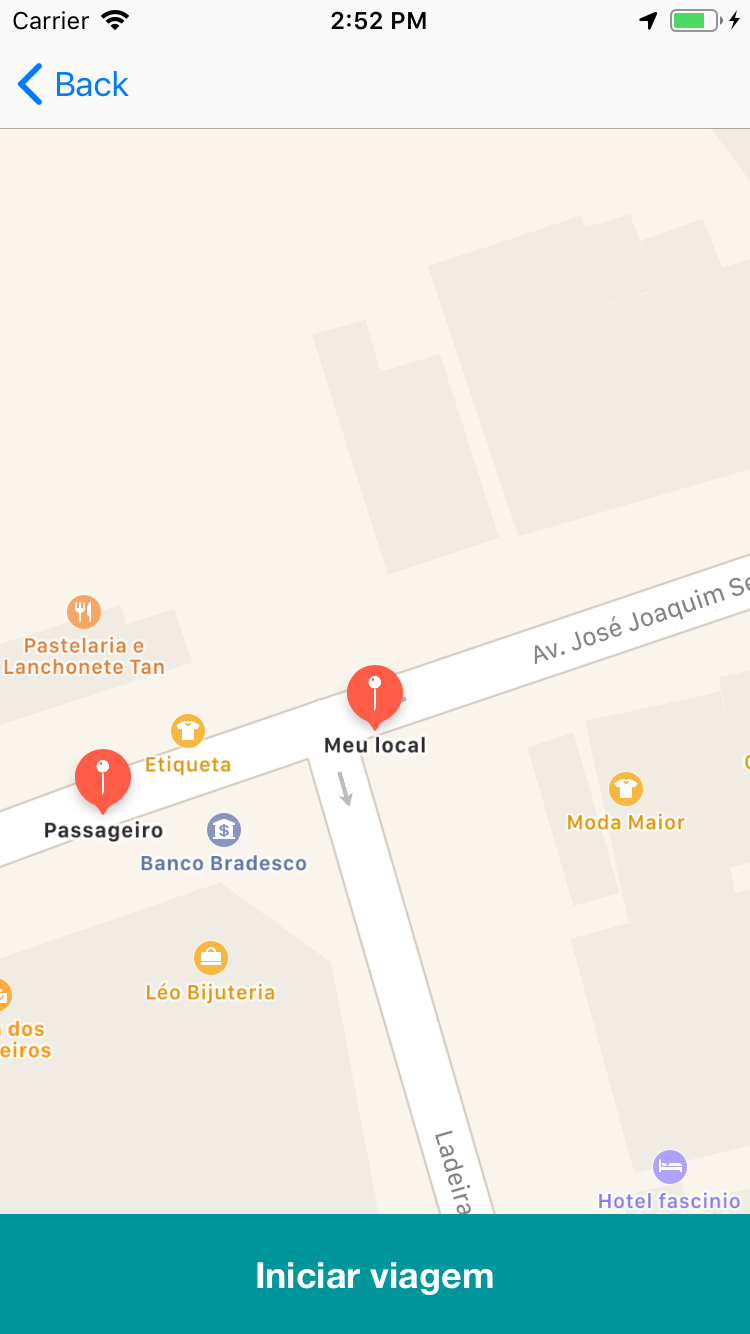 Carrier 2:52 PM
Back
Av. José Joaquim Se
Pastelaria e
Lanchonete Tan
Meu local
Etiqueta
Passageiro
Moda Maior
Banco Bradesco
Léo Bijuteria
dos
eiros
Ladeira
Hotel fascinio
Iniciar viagem